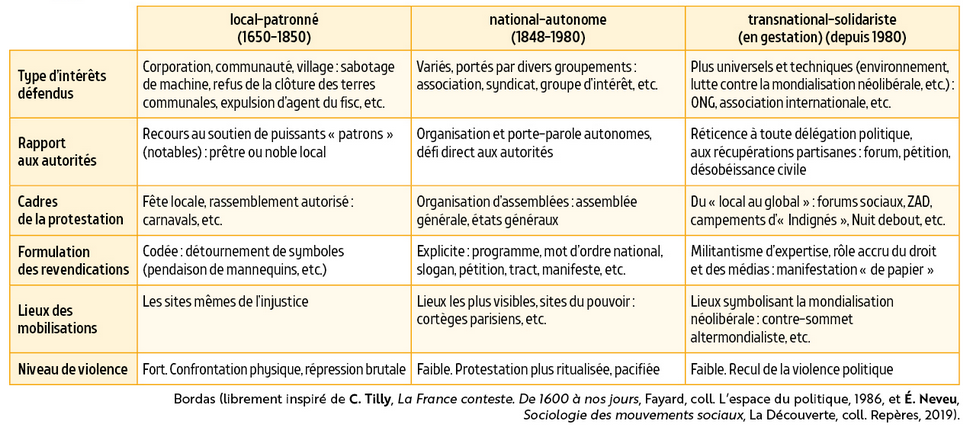 local-patronné
(1650-1850)
national-autonome
(1848-1980)
transnational-solidariste
(en gestation) (depuis 1980)
Type d'intérêts
défendus
Corporation, communauté, village : sabotage
de machine, refus de la clôture des terres
communales, expulsion d'agent du fisc, etc.
Variés, portés par divers groupements :
association, syndicat, groupe d'intérêt, etc.
Plus universels et techniques (environnement,
lutte contre la mondialisation néolibérale, etc.) :
ONG, association internationale, etc.
Rapport
aux autorités
Recours au soutien de puissants « patrons »
(notables) : prêtre ou noble local
Organisation et porte-parole autonomes,
défi direct aux autorités
Réticence à toute délégation politique,
aux récupérations partisanes : forum, pétition,
désobéissance civile
Cadres
de la protestation
Fête locale, rassemblement autorisé :
carnavals, etc.
Organisation d'assemblées : assemblée
générale, états généraux
Du « local au global » : forums sociaux, ZAD,
campements d'« Indignés », Nuit debout, etc.
Formulation
des revendications
Codée : détournement de symboles
(pendaison de mannequins, etc.)
Explicite : programme, mot d'ordre national,
slogan, pétition, tract, manifeste, etc.
Militantisme d'expertise, rôle accru du droit
et des médias : manifestation « de papier »
Lieux des
mobilisations
Les sites mêmes de l'injustice
Lieux les plus visibles, sites du pouvoir :
cortèges parisiens, etc.
Lieux symbolisant la mondialisation
néolibérale : contre-sommet
altermondialiste, etc.
Niveau de violence
Fort. Confrontation physique, répression brutale
Faible. Protestation plus ritualisée, pacifiée
Faible. Recul de la violence politique
Bordas (librement inspiré de C. Tilly, La France conteste. De 1600 à nos jours, Fayard, coll. L'espace du politique, 1986, et É. Neveu,
Sociologie des mouvements sociaux, La Découverte, coll. Repères, 2019).